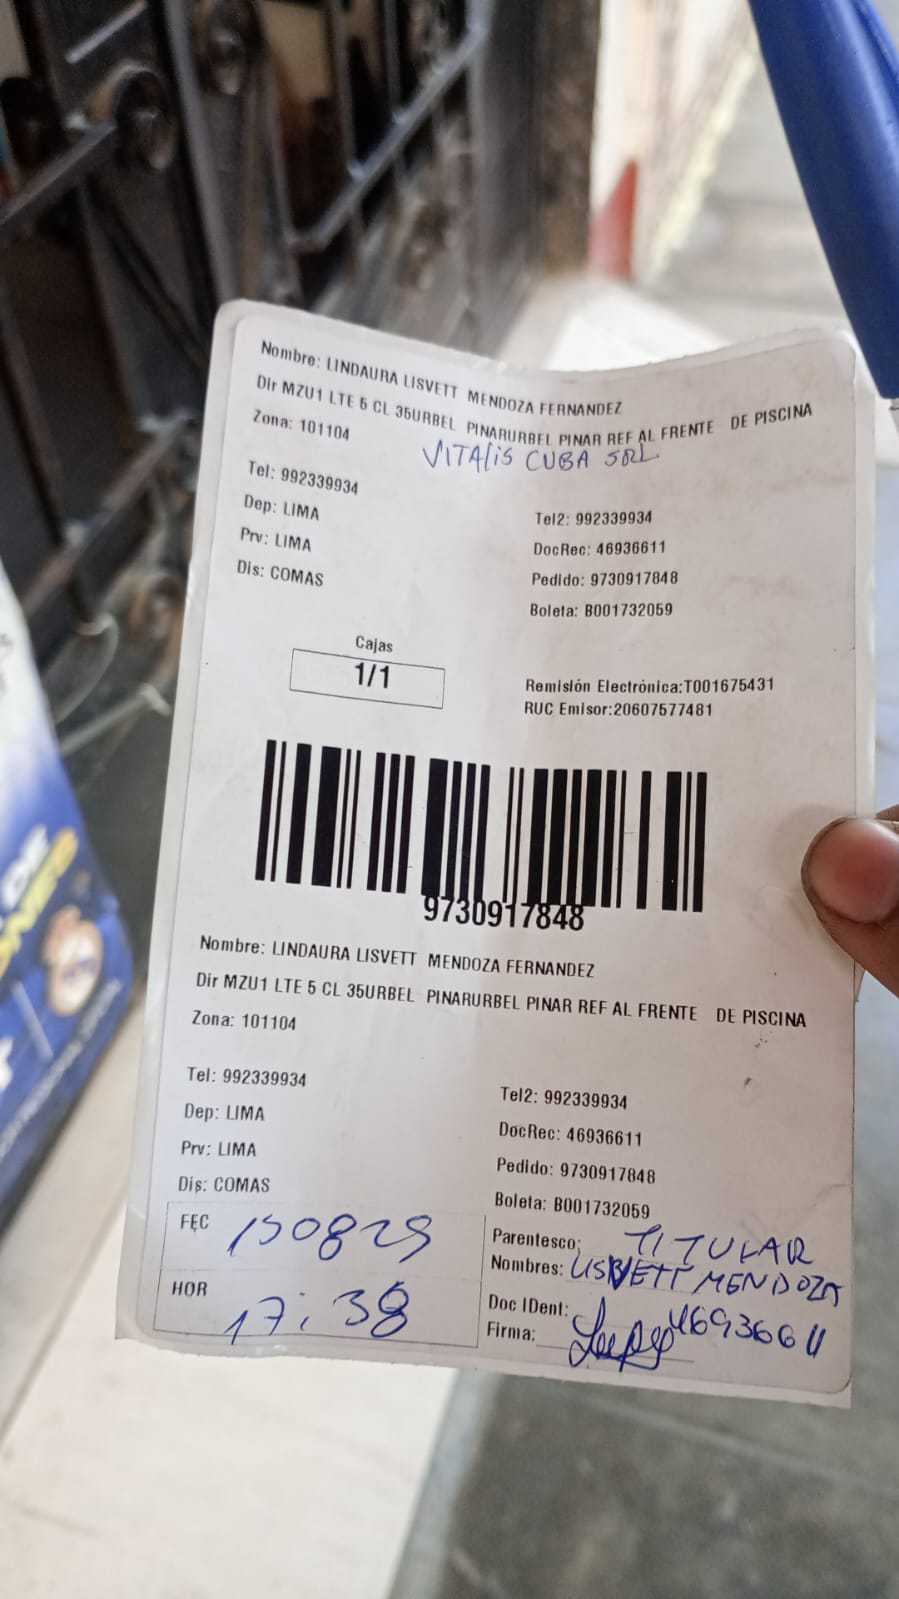 Nombre: LINDAURA LISVETT MENDOZA FERNANDEZ
Dir MZU1 LTE 5 CL 35URBEL PINARURBEL PINAR REF AL FRENTE DE PISCINA
Zona: 101104
VITALIS CUBA SRL
Tel: 992339934
Tel2: 992339934
Dep: LIMA
DocRec: 46936611
Prv: LIMA
Pedido: 9730917848
Dis: COMAS
Boleta: B001732059
Cajas
1/1
Remisión Electrónica:T001675431
RUC Emisor:20607577481
9730917848
Nombre: LINDAURA LISVETT MENDOZA FERNANDEZ
Dir MZU1 LTE 5 CL 35URBEL PINARURBEL PINAR REF AL FRENTE DE PISCINA
Zona: 101104
Tel: 992339934
Tel2: 992339934
Dep: LIMA
DocRec: 46936611
Prv: LIMA
Pedido: 9730917848
Dis: COMAS
Boleta: B001732059
FEC
Parentesco: TITULAR
Nombres: LISVETT MENDOZA
HOR 17:38
Doc IDent: 46936611
Firma:
DE